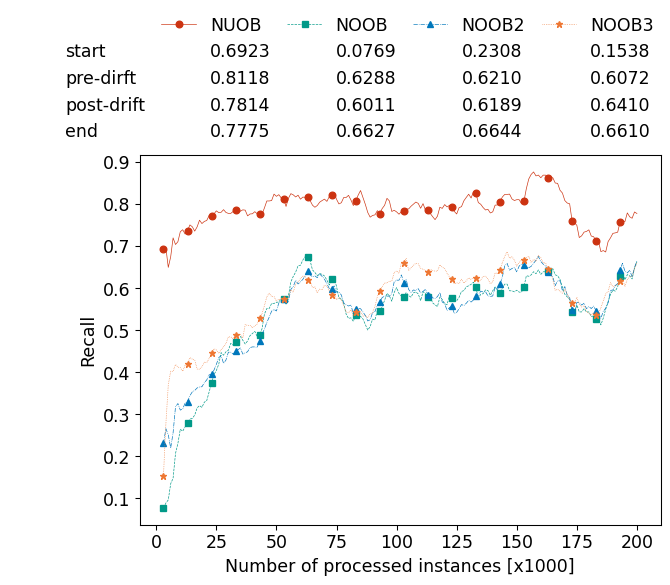 NUOB NOOB NOOB2 NOOB3
start 0.6923 0.0769 0.2308 0.1538
pre-dirft 0.8118 0.6288 0.6210 0.6072
post-drift 0.7814 0.6011 0.6189 0.6410
end 0.7775 0.6627 0.6644 0.6610
0.9
0.8
0.7
0.6
0.5
0.4
0.3
0.2
0.1
Recall
0 25 50 75 100 125 150 175 200
Number of processed instances [x1000]